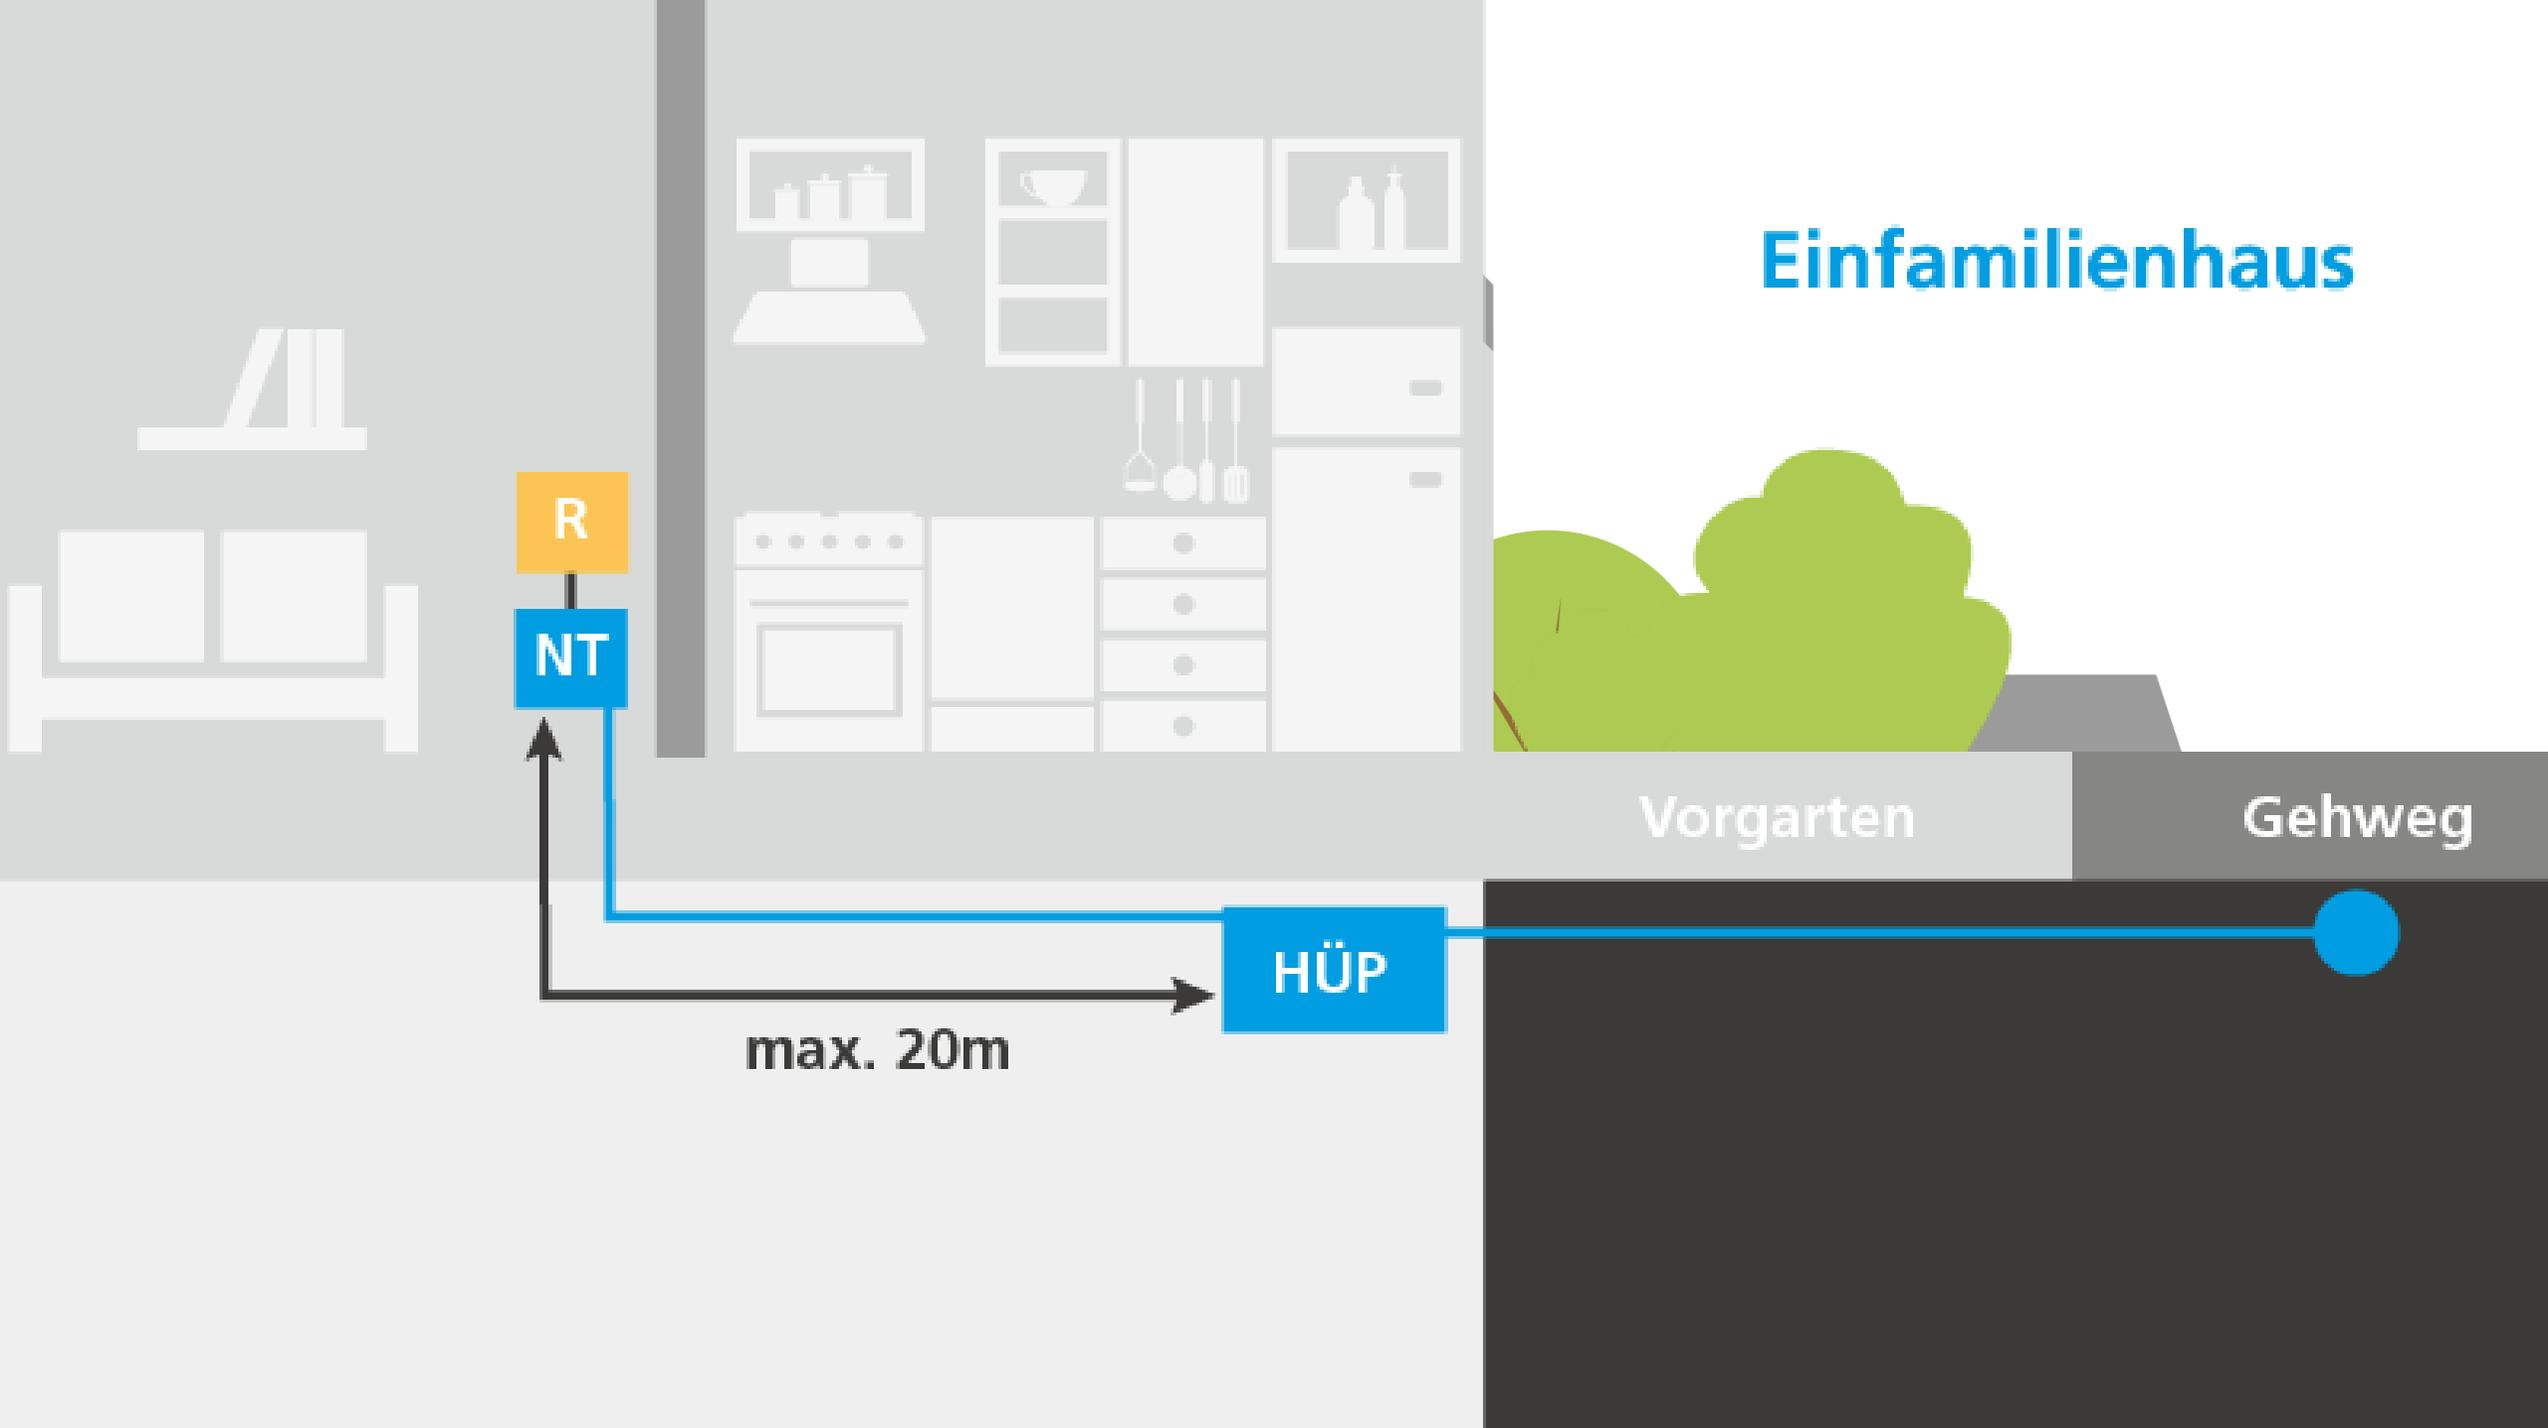 Einfamilienhaus
R
NT
Vorgarten
Gehweg
HÜP
max. 20m